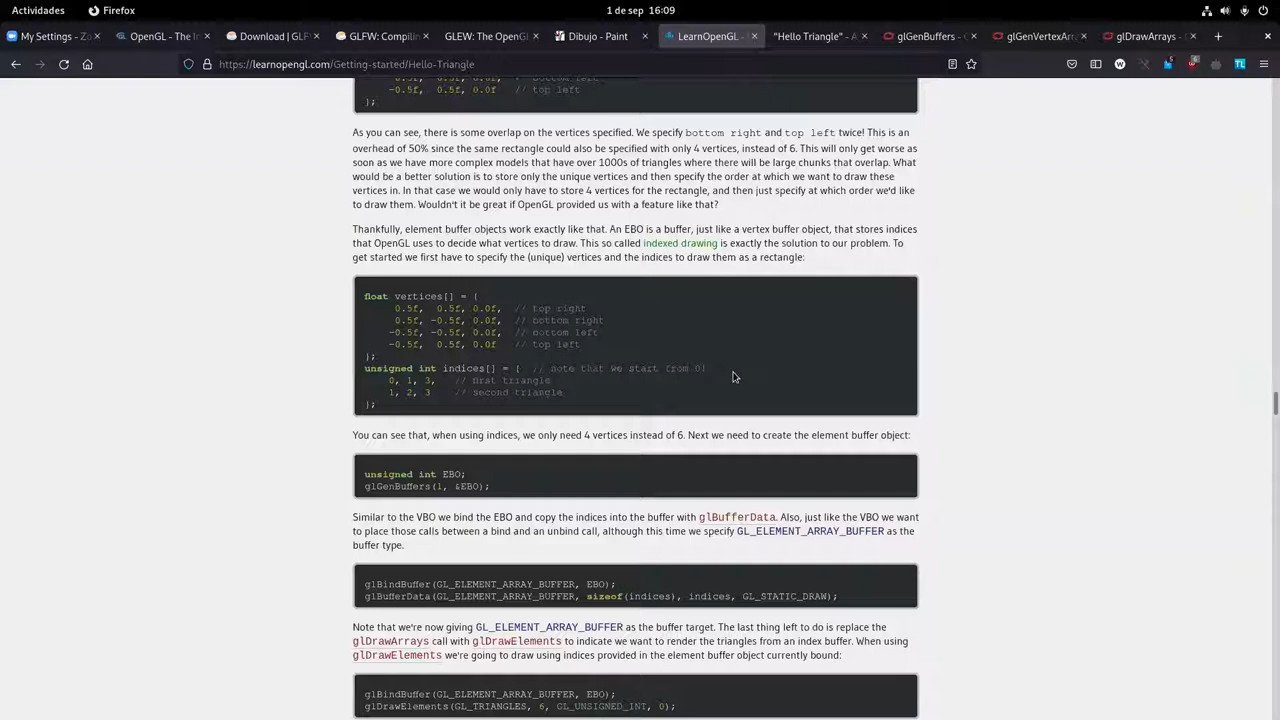 Actividades
Firefox
1 de sep 16:09
My Settings - Zo
OpenGL - The In
Download | GLF
GLFW: Compilin
GLEW: The OpenG
Dibujo - Paint
LearnOpenGL -
"Hello Triangle" - A
glGenBuffers - O
glGenVertexArr
glDrawArrays - O
https://learnopengl.com/Getting-started/Hello-Triangle
-0.5f, 0.5f, 0.0f // top left
};
As you can see, there is some overlap on the vertices specified. We specify bottom right and top left twice! This is an
overhead of 50% since the same rectangle could also be specified with only 4 vertices, instead of 6. This will only get worse as
soon as we have more complex models that have over 1000s of triangles where there will be large chunks that overlap. What
would be a better solution is to store only the unique vertices and then specify the order at which we want to draw these
vertices in. In that case we would only have to store 4 vertices for the rectangle, and then just specify at which order we'd like
to draw them. Wouldn't it be great if OpenGL provided us with a feature like that?
Thankfully, element buffer objects work exactly like that. An EBO is a buffer, just like a vertex buffer object, that stores indices
that OpenGL uses to decide what vertices to draw. This so called indexed drawing is exactly the solution to our problem. To
get started we first have to specify the (unique) vertices and the indices to draw them as a rectangle:
float vertices[] = {
0.5f, 0.5f, 0.0f, // top right
0.5f, -0.5f, 0.0f, // bottom right
-0.5f, -0.5f, 0.0f, // bottom left
-0.5f, 0.5f, 0.0f // top left
};
unsigned int indices[] = { // note that we start from 0!
0, 1, 3, // first triangle
1, 2, 3 // second triangle
};
You can see that, when using indices, we only need 4 vertices instead of 6. Next we need to create the element buffer object:
unsigned int EBO;
glGenBuffers(1, &EBO);
Similar to the VBO we bind the EBO and copy the indices into the buffer with glBufferData. Also, just like the VBO we want
to place those calls between a bind and an unbind call, although this time we specify GL_ELEMENT_ARRAY_BUFFER as the
buffer type.
glBindBuffer(GL_ELEMENT_ARRAY_BUFFER, EBO);
glBufferData(GL_ELEMENT_ARRAY_BUFFER, sizeof(indices), indices, GL_STATIC_DRAW);
Note that we're now giving GL_ELEMENT_ARRAY_BUFFER as the buffer target. The last thing left to do is replace the
glDrawArrays call with glDrawElements to indicate we want to render the triangles from an index buffer. When using
glDrawElements we're going to draw using indices provided in the element buffer object currently bound:
glBindBuffer(GL_ELEMENT_ARRAY_BUFFER, EBO);
glDrawElements(GL_TRIANGLES, 6, GL_UNSIGNED_INT, 0);